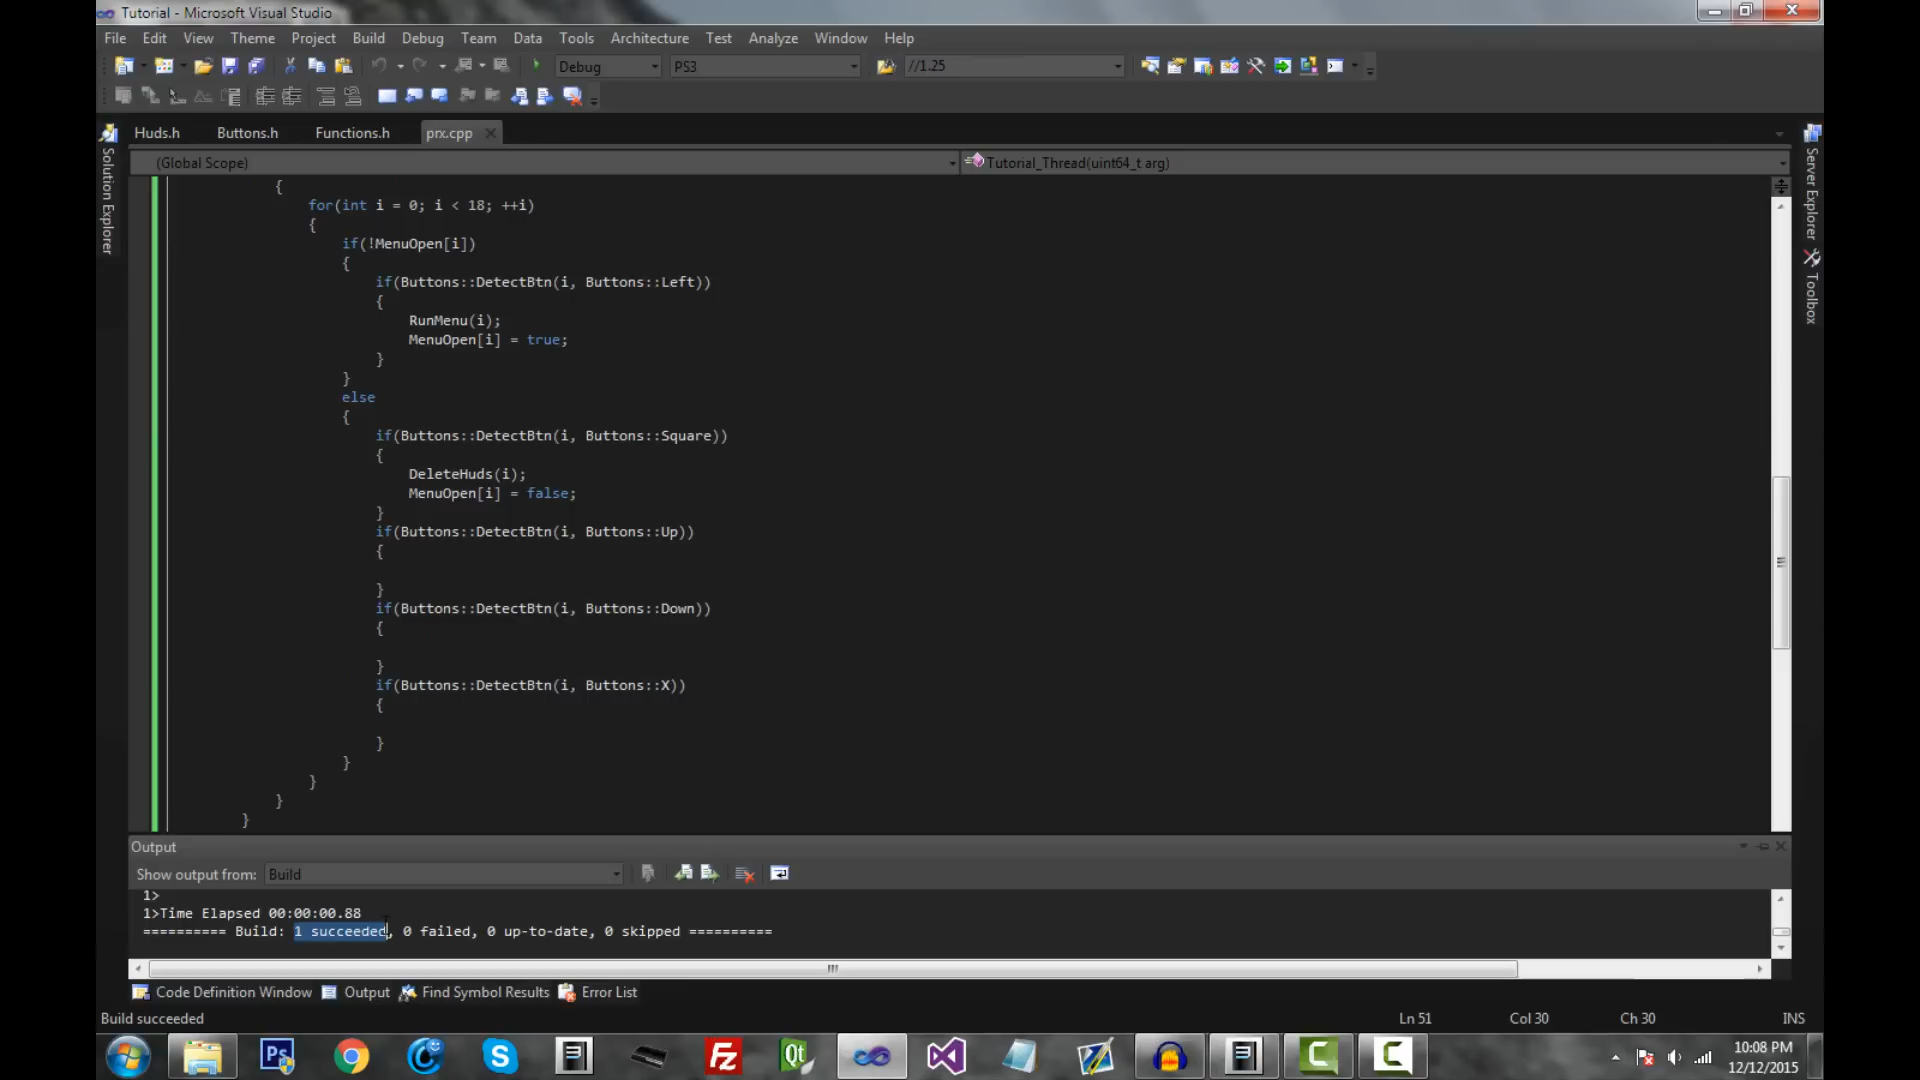 Tutorial - Microsoft Visual Studio
File Edit View Theme Project Build Debug Team Data Tools Architecture Test Analyze Window Help
Debug PS3 //1.25
Huds.h Buttons.h Functions.h prx.cpp
(Global Scope) Tutorial_Thread(uint64_t arg)
Solution Explorer
Server Explorer
Toolbox
{
for(int i = 0; i < 18; ++i)
{
if(!MenuOpen[i])
{
if(Buttons::DetectBtn(i, Buttons::Left))
{
RunMenu(i);
MenuOpen[i] = true;
}
}
else
{
if(Buttons::DetectBtn(i, Buttons::Square))
{
DeleteHuds(i);
MenuOpen[i] = false;
}
if(Buttons::DetectBtn(i, Buttons::Up))
{
}
if(Buttons::DetectBtn(i, Buttons::Down))
{
}
if(Buttons::DetectBtn(i, Buttons::X))
{
}
}
}
}
}
Output
Show output from: Build
1>
1>Time Elapsed 00:00:00.88
========== Build: 1 succeeded, 0 failed, 0 up-to-date, 0 skipped ==========
Code Definition Window Output Find Symbol Results Error List
Build succeeded Ln 51 Col 30 Ch 30 INS
Ps Fz Qt
10:08 PM
12/12/2015